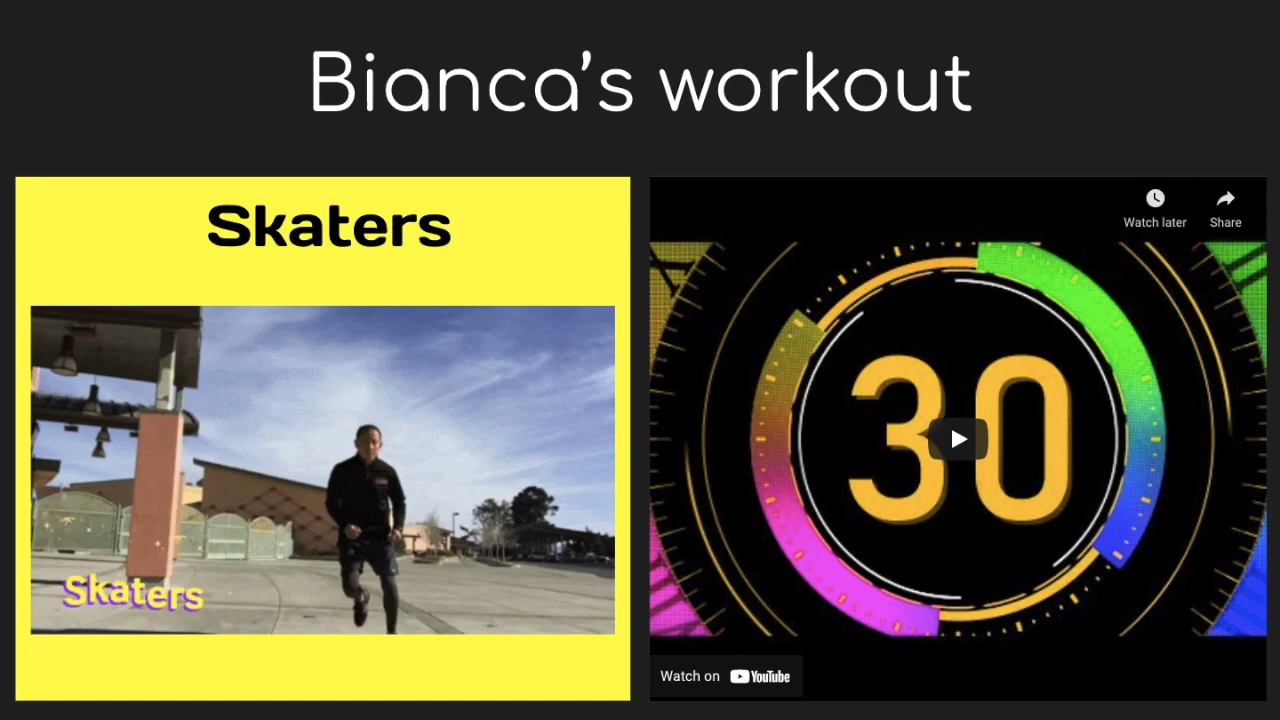 Bianca's workout
Skaters
Skaters
Watch later
Share
30
Watch on YouTube